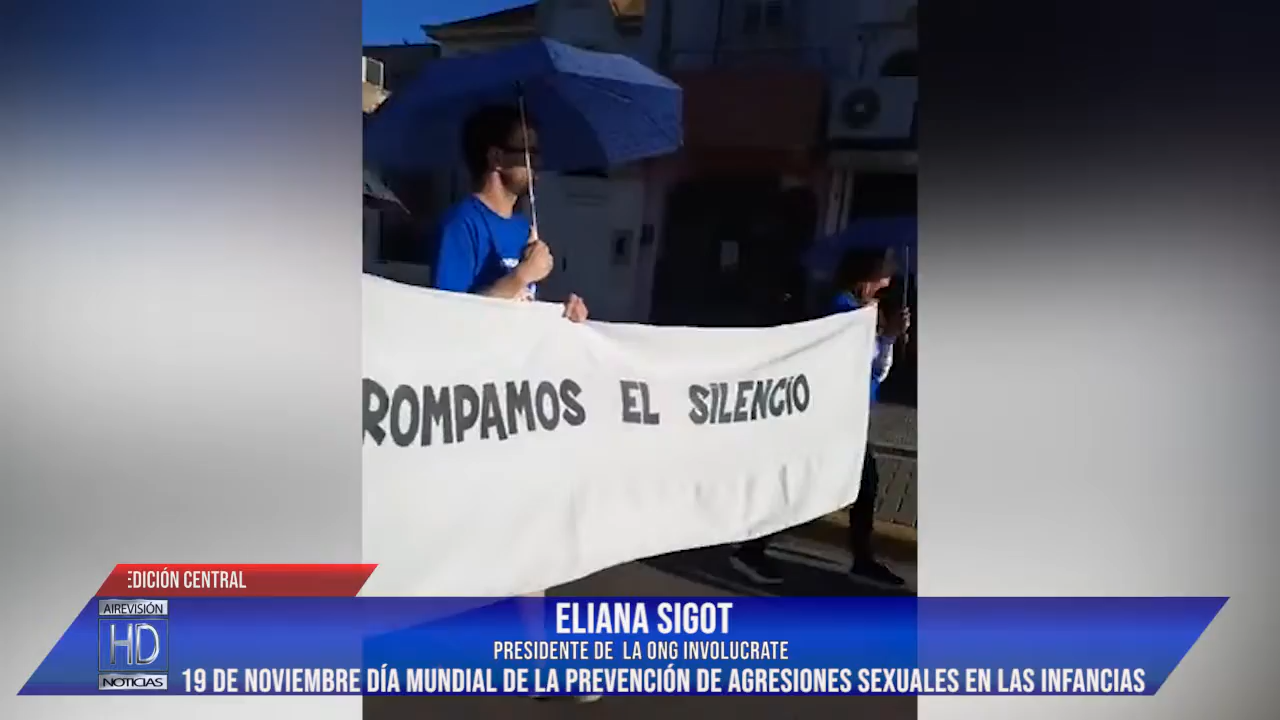 ROMPAMOS EL SILENCIO
EDICIÓN CENTRAL
AIREVISIÓN
HD
NOTICIAS
ELIANA SIGOT
PRESIDENTE DE LA ONG INVOLUCRATE
19 DE NOVIEMBRE DÍA MUNDIAL DE LA PREVENCIÓN DE AGRESIONES SEXUALES EN LAS INFANCIAS